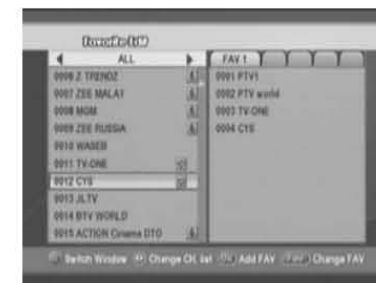 Favorite Edit
ALL
FAV 1
0006 Z TRENDZ
0007 ZEE MALAY
0008 MGM
0009 ZEE RUSSIA
0010 WASEB
0011 TV-ONE
0012 CYS
0013 JLTV
0014 BTV WORLD
0015 ACTION Cinema DTO
0001 PTV1
0002 PTV world
0003 TV-ONE
0004 CYS
Switch Window Change CH. list Add FAV Change FAV